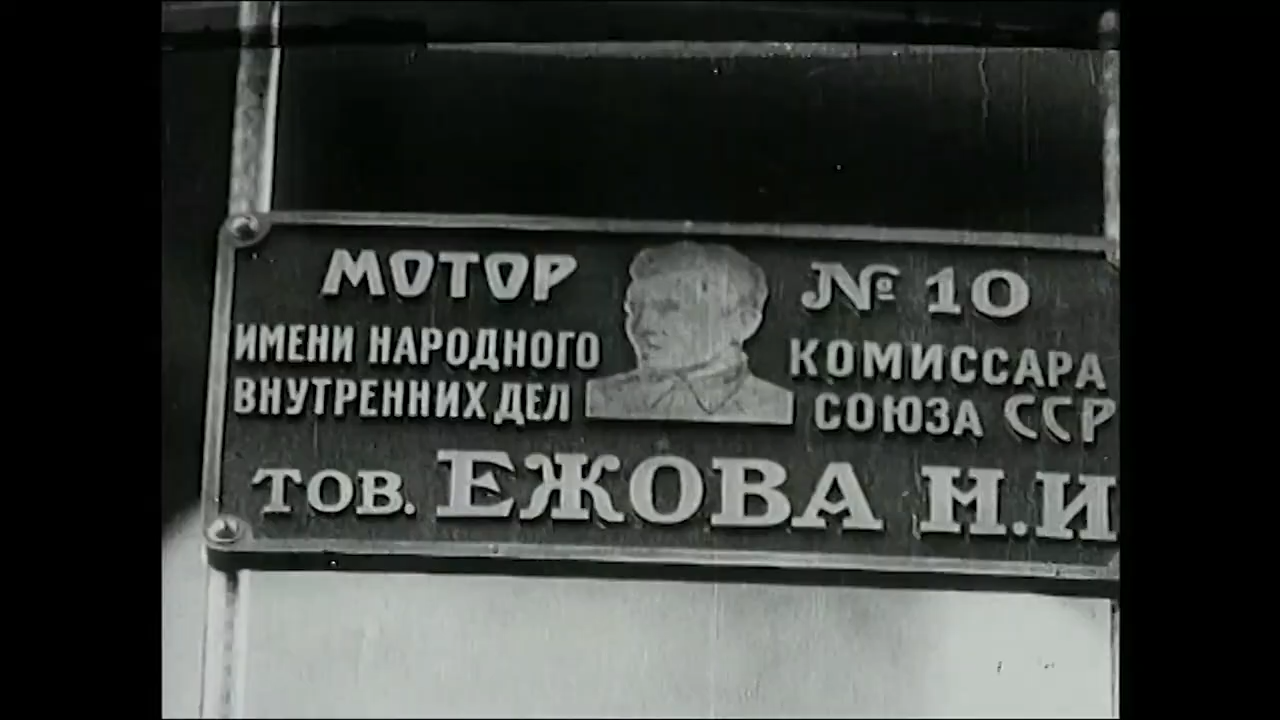 МОТОР № 10
ИМЕНИ НАРОДНОГО КОМИССАРА
ВНУТРЕННИХ ДЕЛ СОЮЗА ССР
ТОВ. ЕЖОВА Н.И